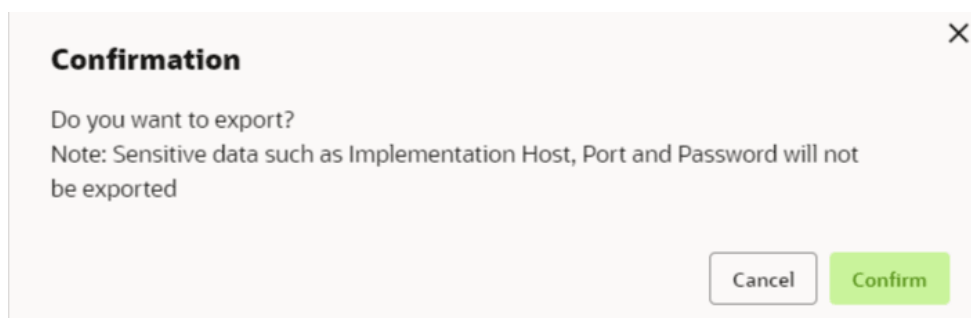 Confirmation
Do you want to export?
Note: Sensitive data such as Implementation Host, Port and Password will not
be exported
Cancel
Confirm